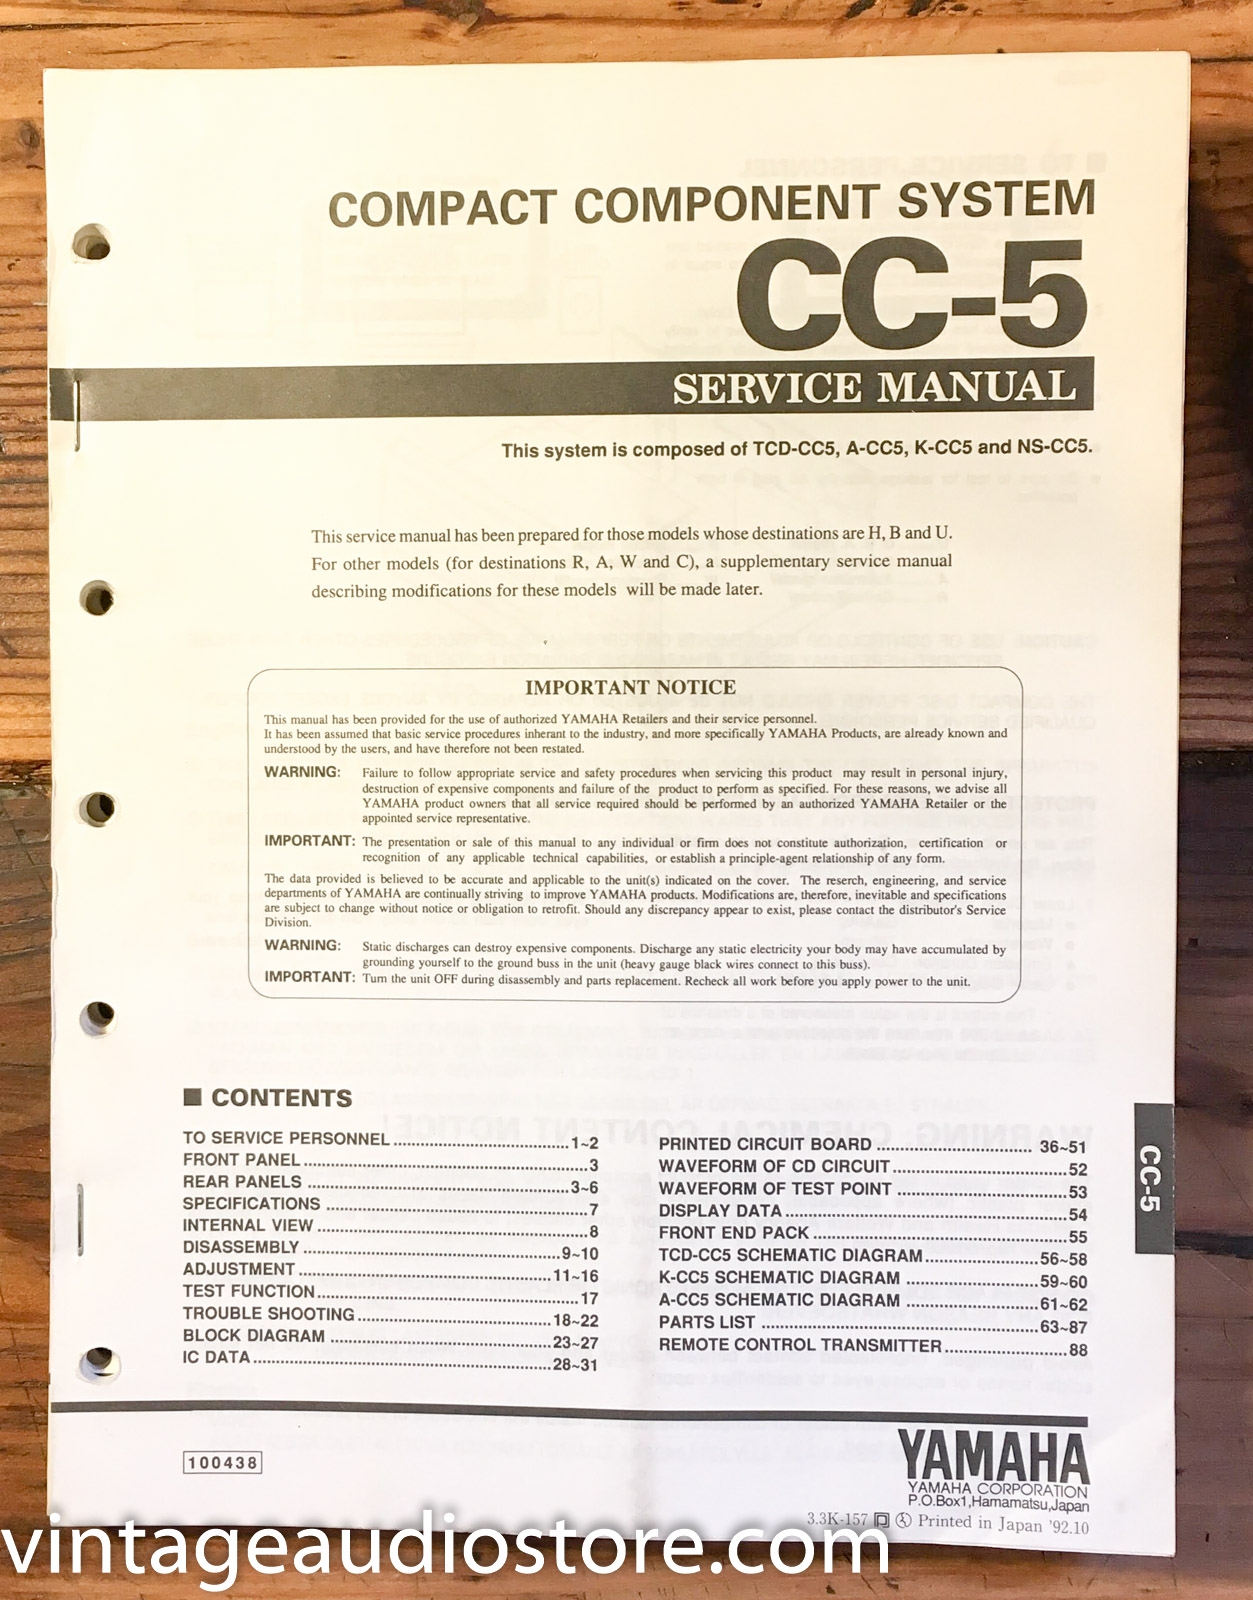 COMPACT COMPONENT SYSTEM
CC-5
SERVICE MANUAL
This system is composed of TCD-CC5, A-CC5, K-CC5 and NS-CC5.
This service manual has been prepared for those models whose destinations are H, B and U.
For other models (for destinations R, A, W and C), a supplementary service manual
describing modifications for these models will be made later.
IMPORTANT NOTICE
This manual has been provided for the use of authorized YAMAHA Retailers and their service personnel.
It has been assumed that basic service procedures inherant to the industry, and more specifically YAMAHA Products, are already known and
understood by the users, and have therefore not been restated.
WARNING: Failure to follow appropriate service and safety procedures when servicing this product may result in personal injury,
destruction of expensive components and failure of the product to perform as specified. For these reasons, we advise all
YAMAHA product owners that all service required should be performed by an authorized YAMAHA Retailer or the
appointed service representative.
IMPORTANT: The presentation or sale of this manual to any individual or firm does not constitute authorization, certification or
recognition of any applicable technical capabilities, or establish a principle-agent relationship of any form.
The data provided is believed to be accurate and applicable to the unit(s) indicated on the cover. The reserch, engineering, and service
departments of YAMAHA are continually striving to improve YAMAHA products. Modifications are, therefore, inevitable and specifications
are subject to change without notice or obligation to retrofit. Should any discrepancy appear to exist, please contact the distributor's Service
Division.
WARNING: Static discharges can destroy expensive components. Discharge any static electricity your body may have accumulated by
grounding yourself to the ground buss in the unit (heavy gauge black wires connect to this buss).
IMPORTANT: Turn the unit OFF during disassembly and parts replacement. Recheck all work before you apply power to the unit.
■ CONTENTS
TO SERVICE PERSONNEL ........ 1~2
FRONT PANEL ........ 3
REAR PANELS ........ 3~6
SPECIFICATIONS ........ 7
INTERNAL VIEW ........ 8
DISASSEMBLY ........ 9~10
ADJUSTMENT ........ 11~16
TEST FUNCTION ........ 17
TROUBLE SHOOTING ........ 18~22
BLOCK DIAGRAM ........ 23~27
IC DATA ........ 28~31
PRINTED CIRCUIT BOARD ........ 36~51
WAVEFORM OF CD CIRCUIT ........ 52
WAVEFORM OF TEST POINT ........ 53
DISPLAY DATA ........ 54
FRONT END PACK ........ 55
TCD-CC5 SCHEMATIC DIAGRAM ........ 56~58
K-CC5 SCHEMATIC DIAGRAM ........ 59~60
A-CC5 SCHEMATIC DIAGRAM ........ 61~62
PARTS LIST ........ 63~87
REMOTE CONTROL TRANSMITTER ........ 88
CC-5
100438
YAMAHA
YAMAHA CORPORATION
P.O.Box1,Hamamatsu,Japan
3.3K-157 Printed in Japan '92.10
vintageaudiostore.com